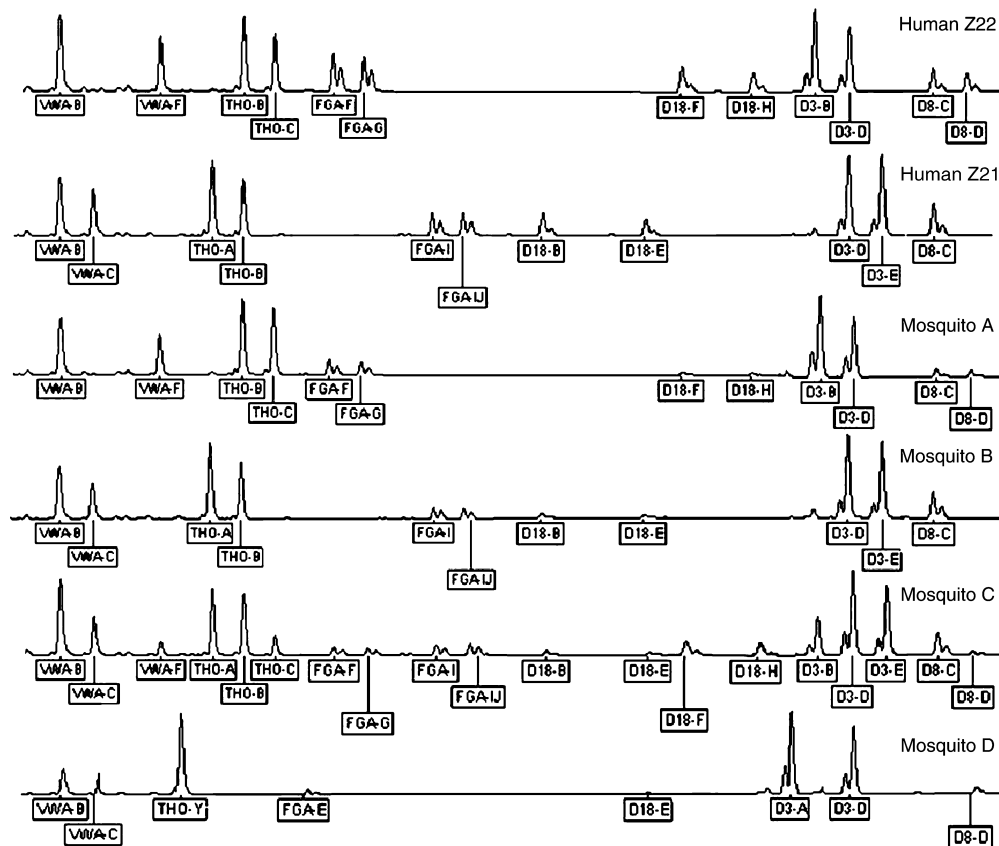 Human Z22
VWA-B VWA-F THO-B FGA-F D18-F D18-H D3-B D8-C
THO-C FGA-G D3-D D8-D
Human Z21
VWA-B THO-A FGA-I D18-B D18-E D3-D D8-C
VWA-C THO-B D3-E
FGA-IJ
Mosquito A
VWA-B VWA-F THO-B FGA-F D18-F D18-H D3-B D8-C
THO-C FGA-G D3-D D8-D
Mosquito B
VWA-B THO-A FGA-I D18-B D18-E D3-D D8-C
VWA-C THO-B D3-E
FGA-IJ
Mosquito C
VWA-B VWA-F THO-A THO-C FGA-F FGA-I D18-B D18-E D18-H D3-B D3-E D8-C
VWA-C THO-B FGA-IJ D3-D D8-D
FGA-G D18-F
Mosquito D
VWA-B THO-Y FGA-E D18-E D3-A D3-D
VWA-C D8-D